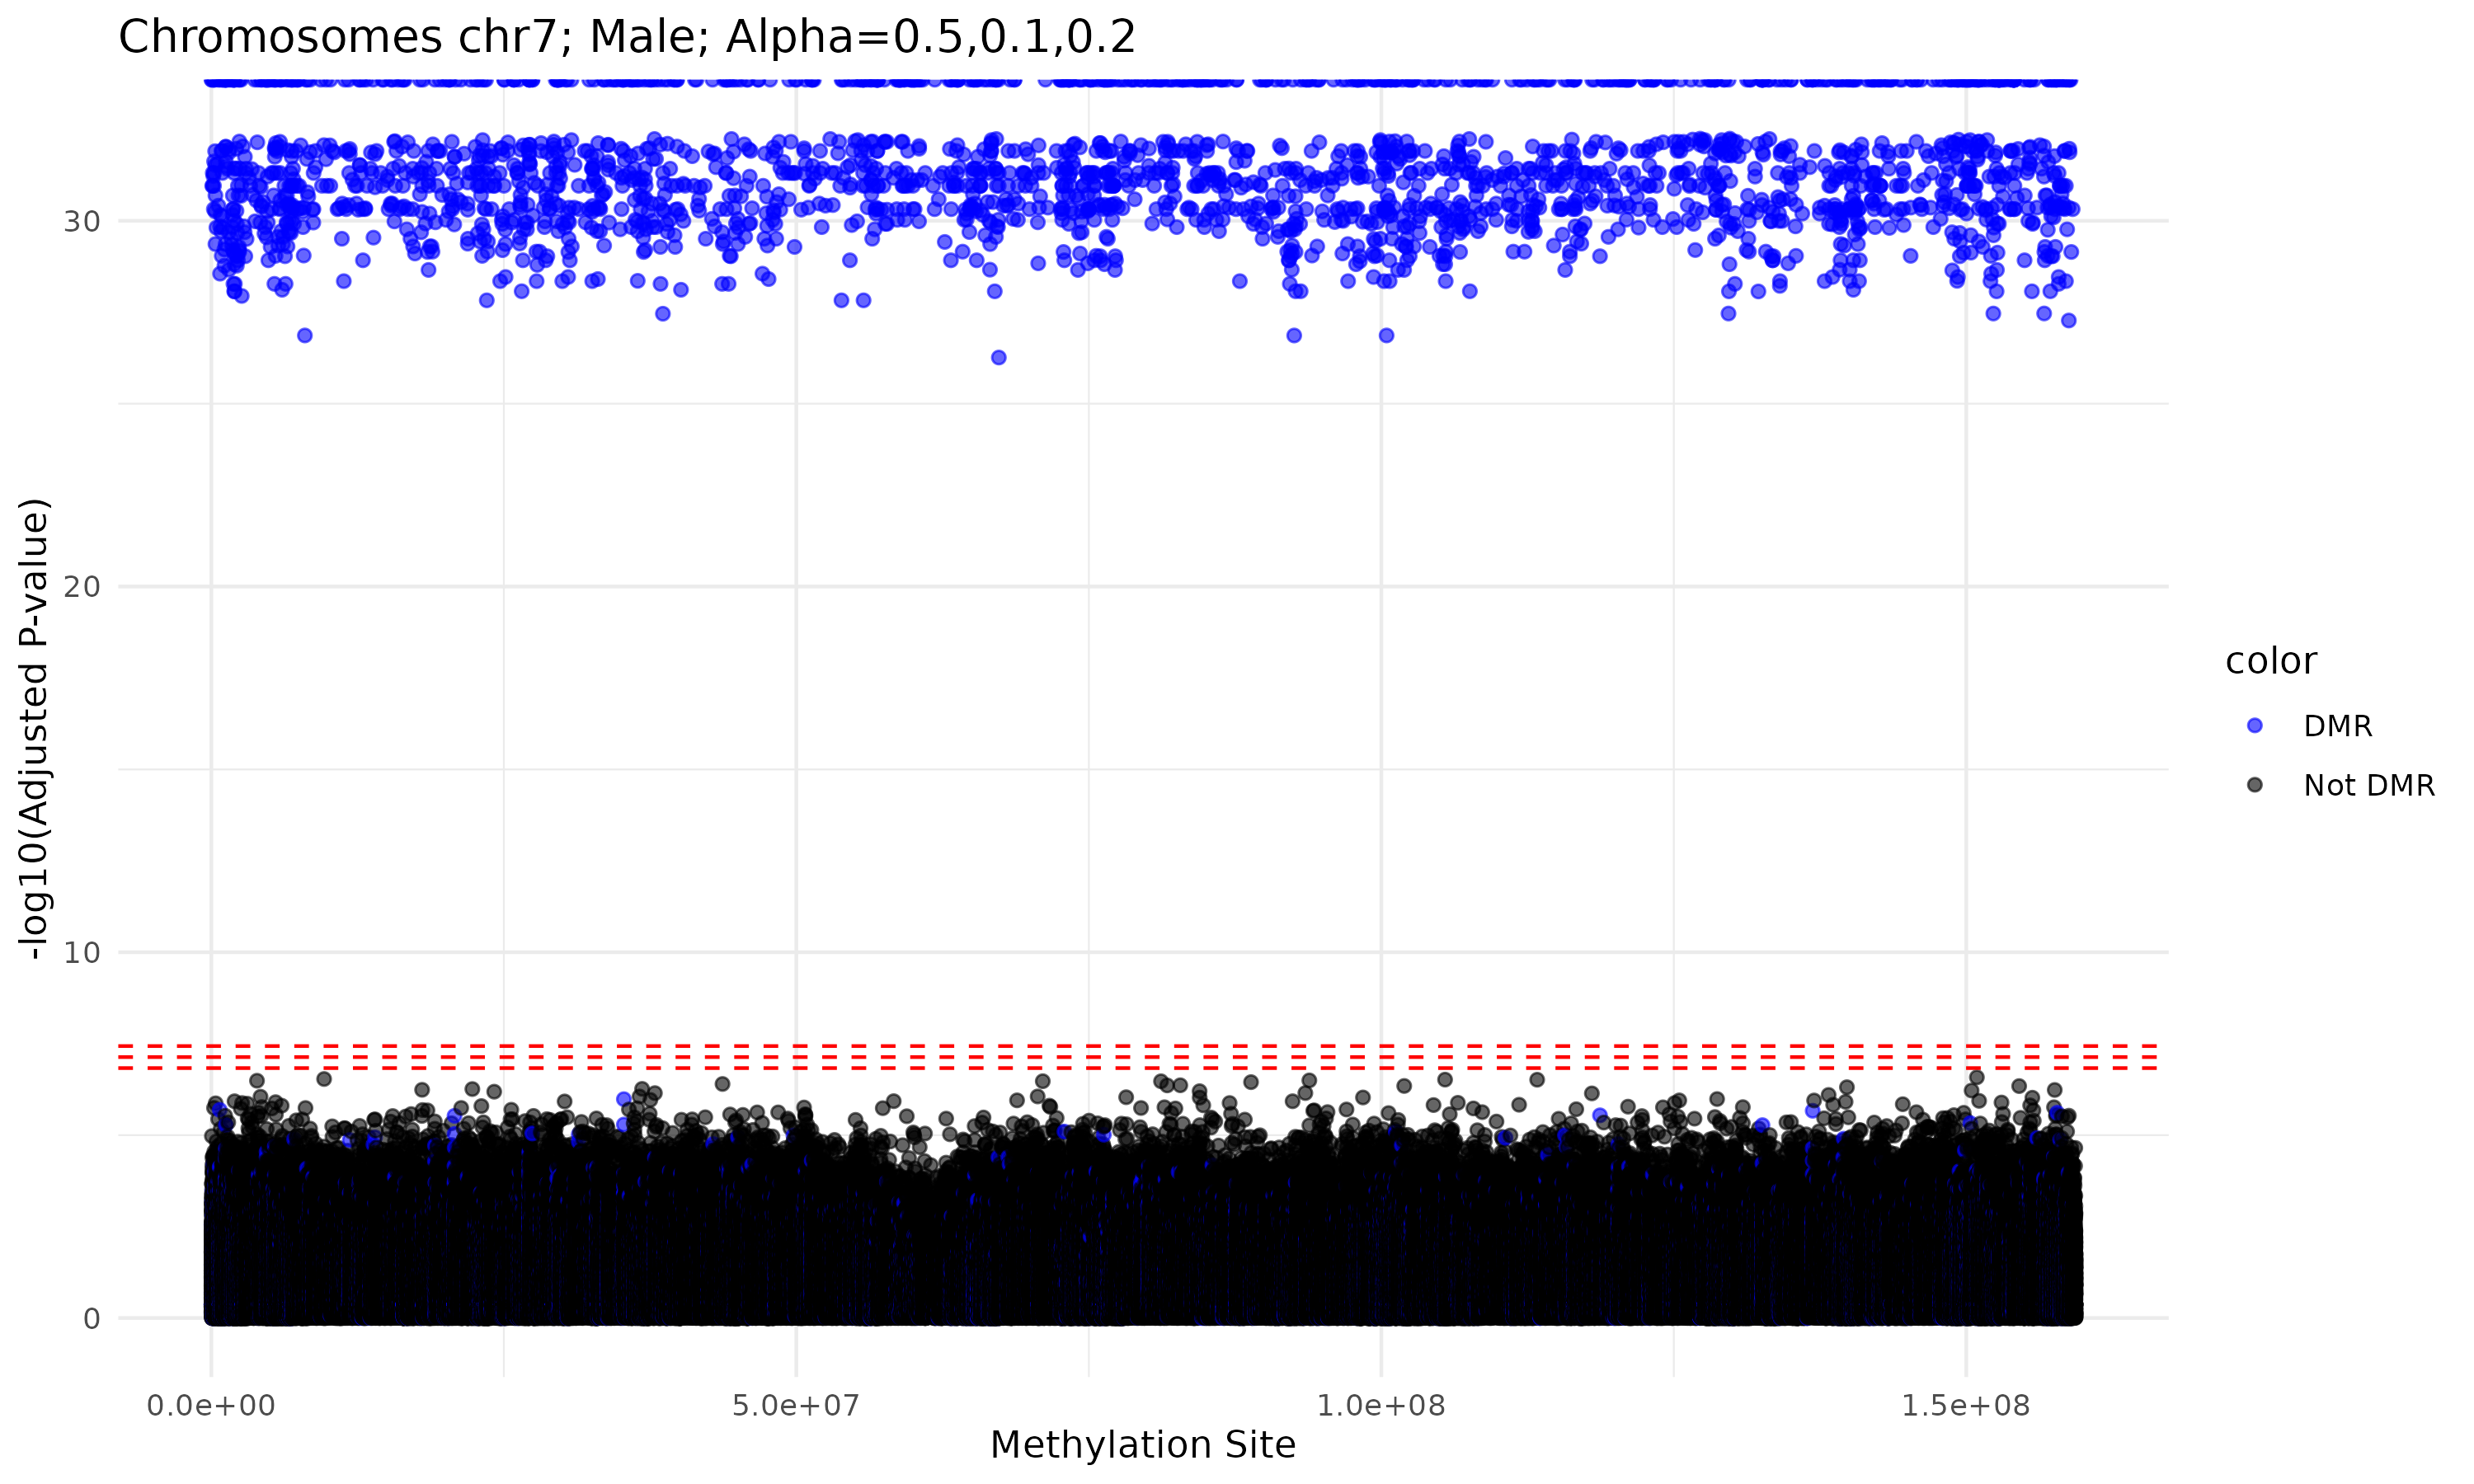 Chromosomes chr7; Male; Alpha=0.5,0.1,0.2
-log10(Adjusted P-value)
30
20
10
0
0.0e+00
5.0e+07
1.0e+08
1.5e+08
Methylation Site
color
DMR
Not DMR